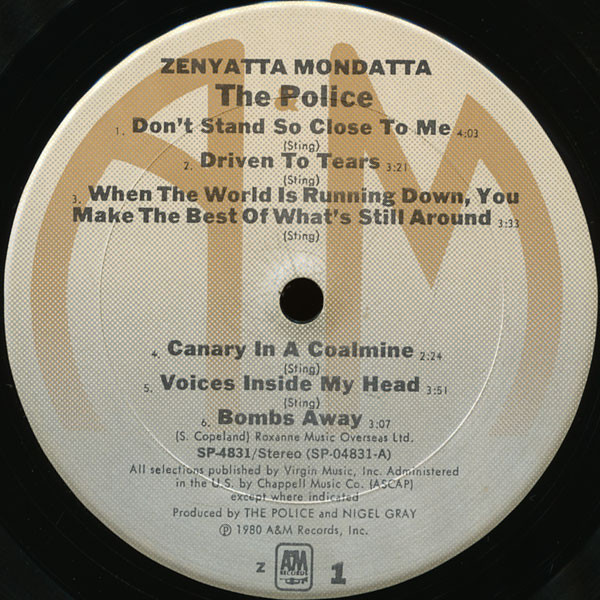 ZENYATTA MONDATTA
The Police
1. Don't Stand So Close To Me 4:03
(Sting)
2. Driven To Tears 3:21
(Sting)
3. When The World Is Running Down, You
Make The Best Of What's Still Around 3:33
(Sting)
4. Canary In A Coalmine 2:24
(Sting)
5. Voices Inside My Head 3:51
(Sting)
6. Bombs Away 3:07
(S. Copeland) Roxanne Music Overseas Ltd.
SP-4831/Stereo (SP-04831-A)
All selections published by Virgin Music, Inc. Administered
in the U.S. by Chappell Music Co. (ASCAP)
except where indicated
Produced by THE POLICE and NIGEL GRAY
℗ 1980 A&M Records, Inc.
Z A&M RECORDS 1